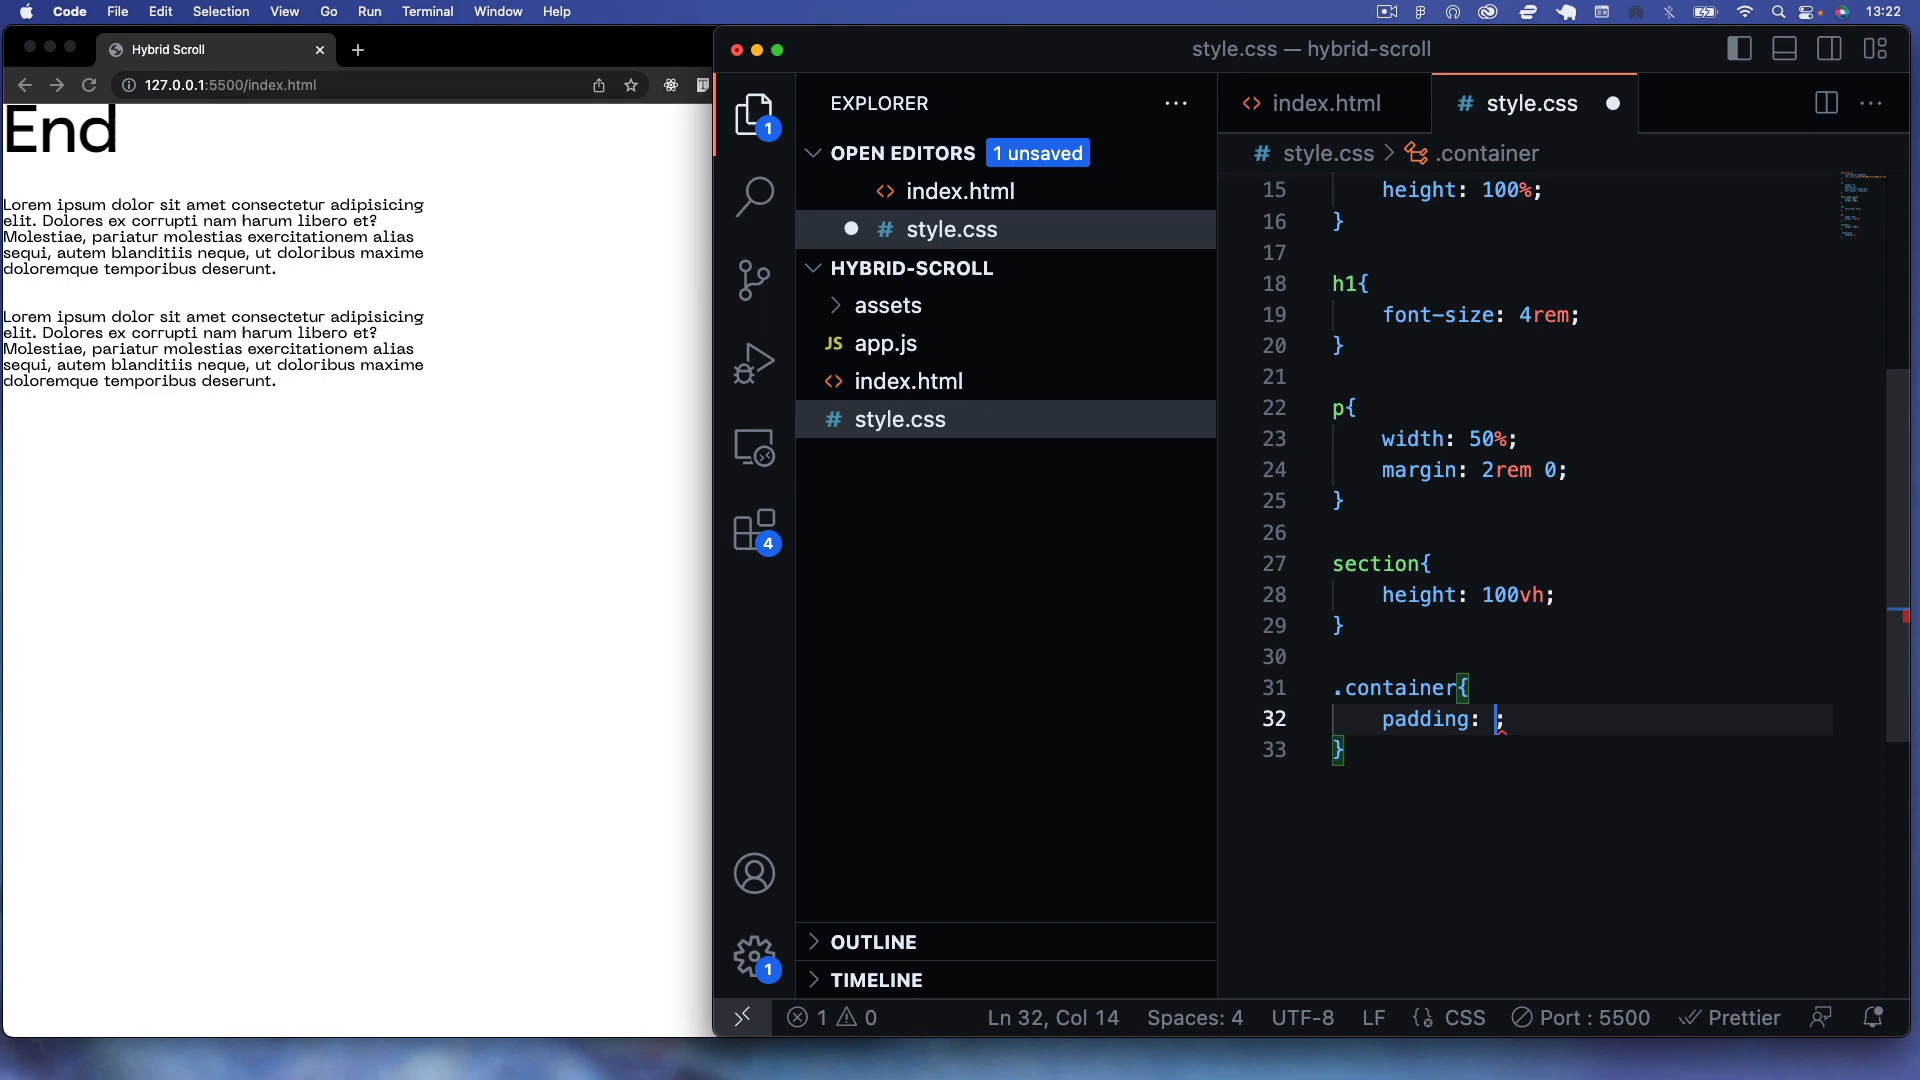 Code File Edit Selection View Go Run Terminal Window Help 13:22
Hybrid Scroll
127.0.0.1:5500/index.html
End
Lorem ipsum dolor sit amet consectetur adipisicing
elit. Dolores ex corrupti nam harum libero et?
Molestiae, pariatur molestias exercitationem alias
sequi, autem blanditiis neque, ut doloribus maxime
doloremque temporibus deserunt.
Lorem ipsum dolor sit amet consectetur adipisicing
elit. Dolores ex corrupti nam harum libero et?
Molestiae, pariatur molestias exercitationem alias
sequi, autem blanditiis neque, ut doloribus maxime
doloremque temporibus deserunt.
style.css — hybrid-scroll
1
4
1
EXPLORER
OPEN EDITORS 1 unsaved
<> index.html
# style.css
HYBRID-SCROLL
assets
JS app.js
<> index.html
# style.css
OUTLINE
TIMELINE
<> index.html # style.css
# style.css > .container
15 height: 100%;
16 }
17
18 h1{
19 font-size: 4rem;
20 }
21
22 p{
23 width: 50%;
24 margin: 2rem 0;
25 }
26
27 section{
28 height: 100vh;
29 }
30
31 .container{
32 padding: ;
33 }
1 0 Ln 32, Col 14 Spaces: 4 UTF-8 LF CSS Port : 5500 Prettier